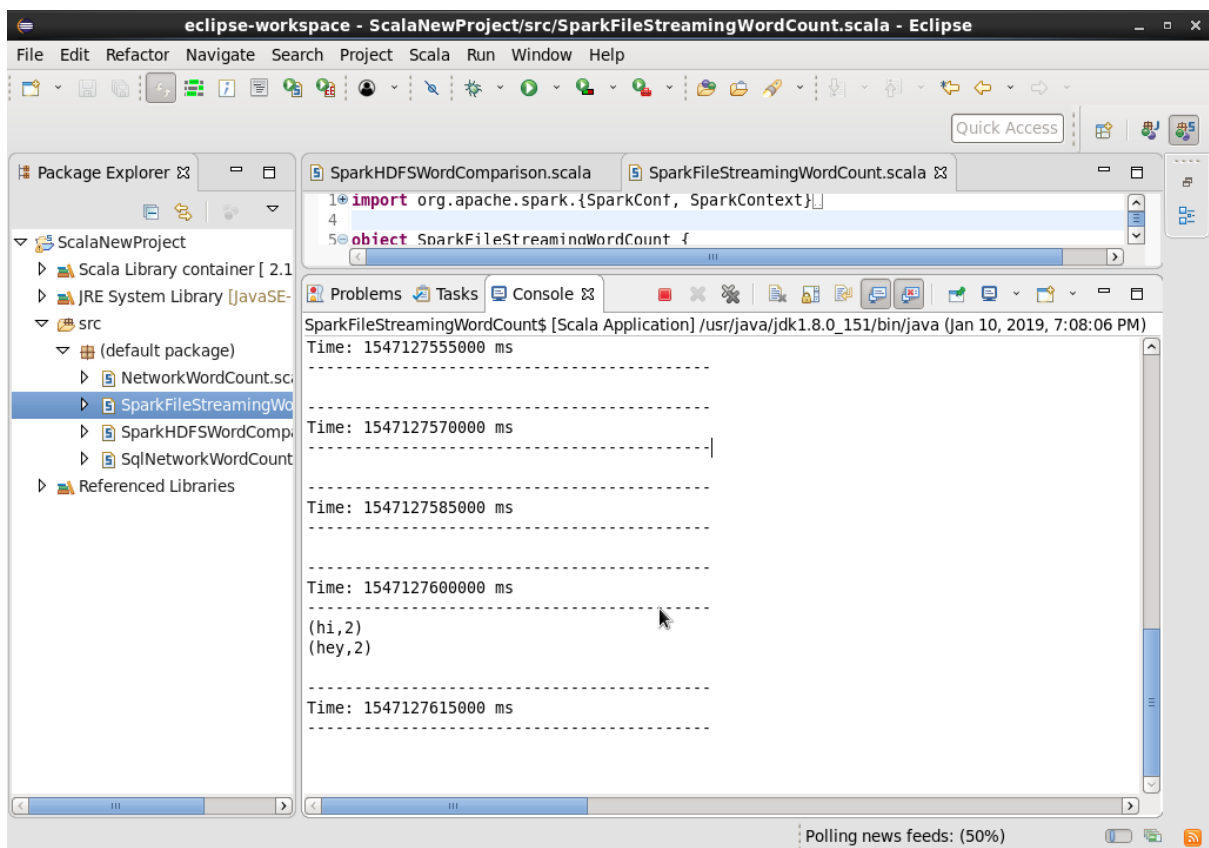 eclipse-workspace - ScalaNewProject/src/SparkFileStreamingWordCount.scala - Eclipse
File Edit Refactor Navigate Search Project Scala Run Window Help
Quick Access
Package Explorer
SparkHDFSWordComparison.scala
SparkFileStreamingWordCount.scala
1 import org.apache.spark.{SparkConf, SparkContext}
4
5 object SparkFileStreamingWordCount {
ScalaNewProject
Scala Library container [ 2.1
JRE System Library [JavaSE-
src
(default package)
NetworkWordCount.sca
SparkFileStreamingWo
SparkHDFSWordCompa
SqlNetworkWordCount
Referenced Libraries
Problems Tasks Console
SparkFileStreamingWordCount$ [Scala Application] /usr/java/jdk1.8.0_151/bin/java (Jan 10, 2019, 7:08:06 PM)
Time: 1547127555000 ms
-------------------------------------------
-------------------------------------------
Time: 1547127570000 ms
-------------------------------------------
-------------------------------------------
Time: 1547127585000 ms
-------------------------------------------
-------------------------------------------
Time: 1547127600000 ms
-------------------------------------------
(hi,2)
(hey,2)
-------------------------------------------
Time: 1547127615000 ms
-------------------------------------------
Polling news feeds: (50%)